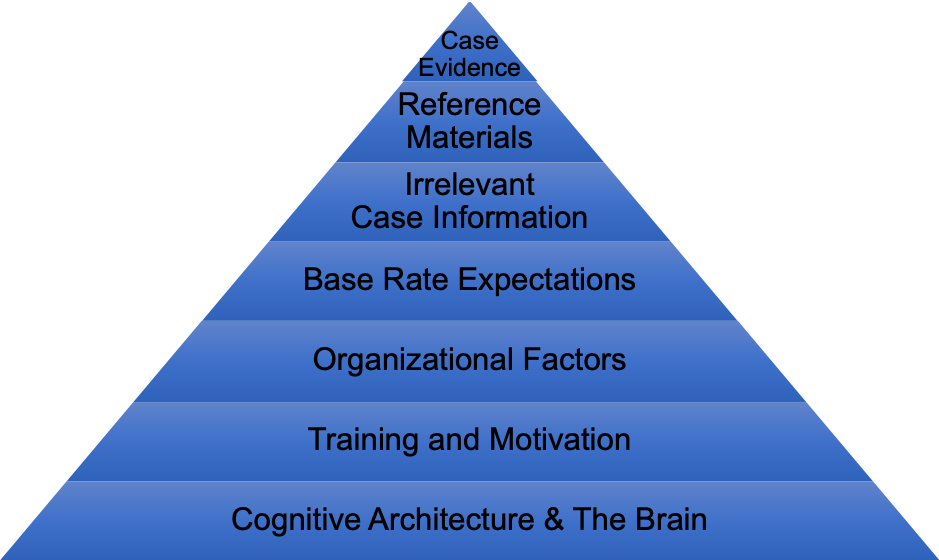 Case
Evidence
Reference
Materials
Irrelevant
Case Information
Base Rate Expectations
Organizational Factors
Training and Motivation
Cognitive Architecture & The Brain